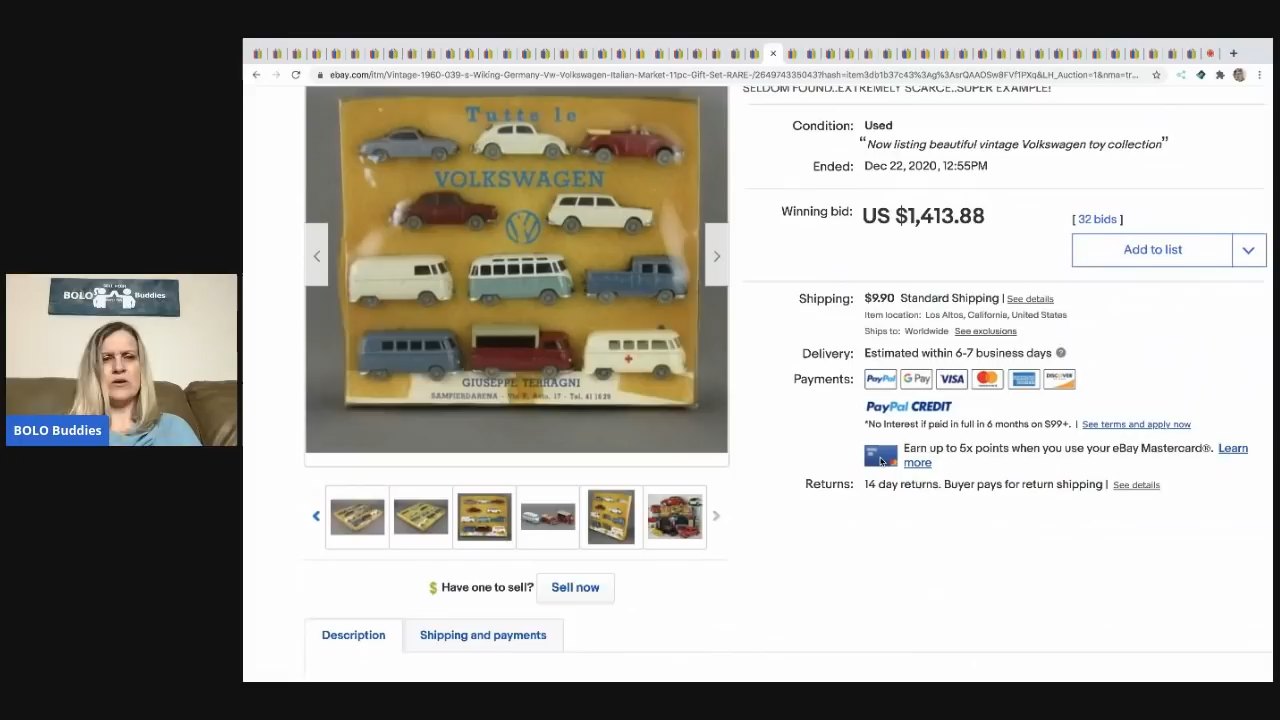 ebay.com/itm/Vintage-1960-039-s-Wiking-Germany-Vw-Volkswagen-Italian-Market-11pc-Gift-Set-RARE-/264974335043?hash=item3db1b37c43%3Ag%3AsrQAAOSw8FVf1PXq&LH_Auction=1&nma=tr...
SELDOM FOUND..EXTREMELY SCARCE..SUPER EXAMPLE!
Tutte le
VOLKSWAGEN
VW
GIUSEPPE TERRAGNI
SAMPIERDARENA
Condition: Used
"Now listing beautiful vintage Volkswagen toy collection"
Ended: Dec 22, 2020, 12:55PM
Winning bid: US $1,413.88
[ 32 bids ]
Add to list
Shipping: $9.90 Standard Shipping | See details
Item location: Los Altos, California, United States
Ships to: Worldwide See exclusions
Delivery: Estimated within 6-7 business days
Payments: PayPal G Pay VISA MasterCard DISCOVER
PayPal CREDIT
*No Interest if paid in full in 6 months on $99+. | See terms and apply now
Earn up to 5x points when you use your eBay Mastercard®. Learn
more
Returns: 14 day returns. Buyer pays for return shipping | See details
$ Have one to sell? Sell now
Description
Shipping and payments
BOLO Buddies
BOLO Buddies